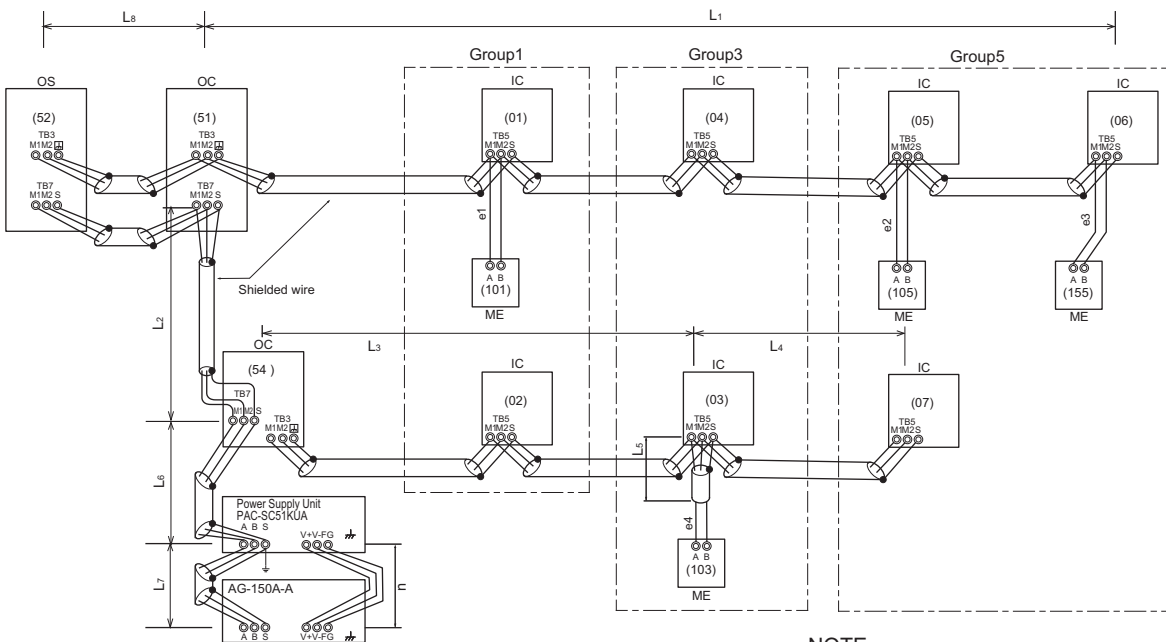 L8
L1
Group1
Group3
Group5
OS
OC
IC
IC
IC
IC
(52)
(51)
(01)
(04)
(05)
(06)
TB3
M1M2
TB3
M1M2
TB5
M1M2S
TB5
M1M2S
TB5
M1M2S
TB5
M1M2S
TB7
M1M2 S
TB7
M1M2 S
e1
e2
e3
Shielded wire
A B
(101)
ME
A B
(105)
ME
A B
(155)
ME
L2
L3
L4
OC
IC
IC
IC
(54 )
(02)
(03)
(07)
TB7
M1M2 S
TB3
M1M2
TB5
M1M2S
TB5
M1M2S
TB5
M1M2S
L5
L6
e4
Power Supply Unit
PAC-SC51KUA
A B S
V+V-FG
A B
(103)
ME
L7
n
AG-150A-A
A B S
V+V-FG